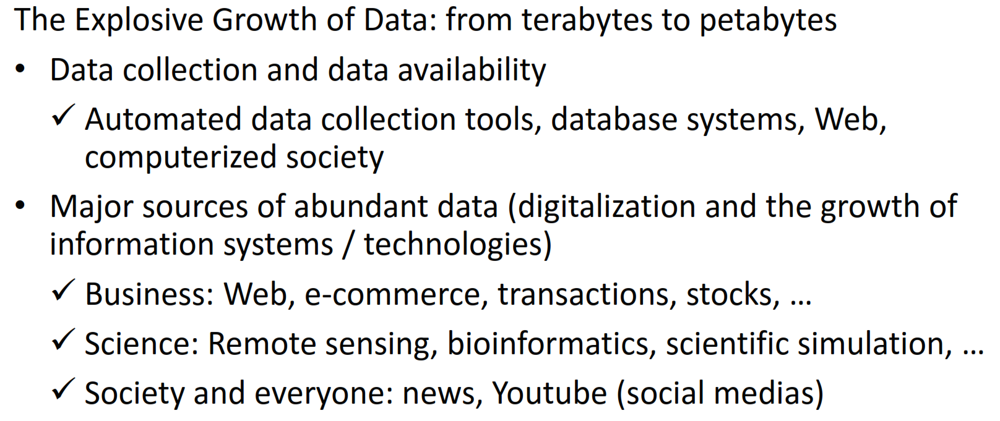 The Explosive Growth of Data: from terabytes to petabytes
• Data collection and data availability
✓ Automated data collection tools, database systems, Web,
computerized society
• Major sources of abundant data (digitalization and the growth of
information systems / technologies)
✓ Business: Web, e-commerce, transactions, stocks, ...
✓ Science: Remote sensing, bioinformatics, scientific simulation, ...
✓ Society and everyone: news, Youtube (social medias)